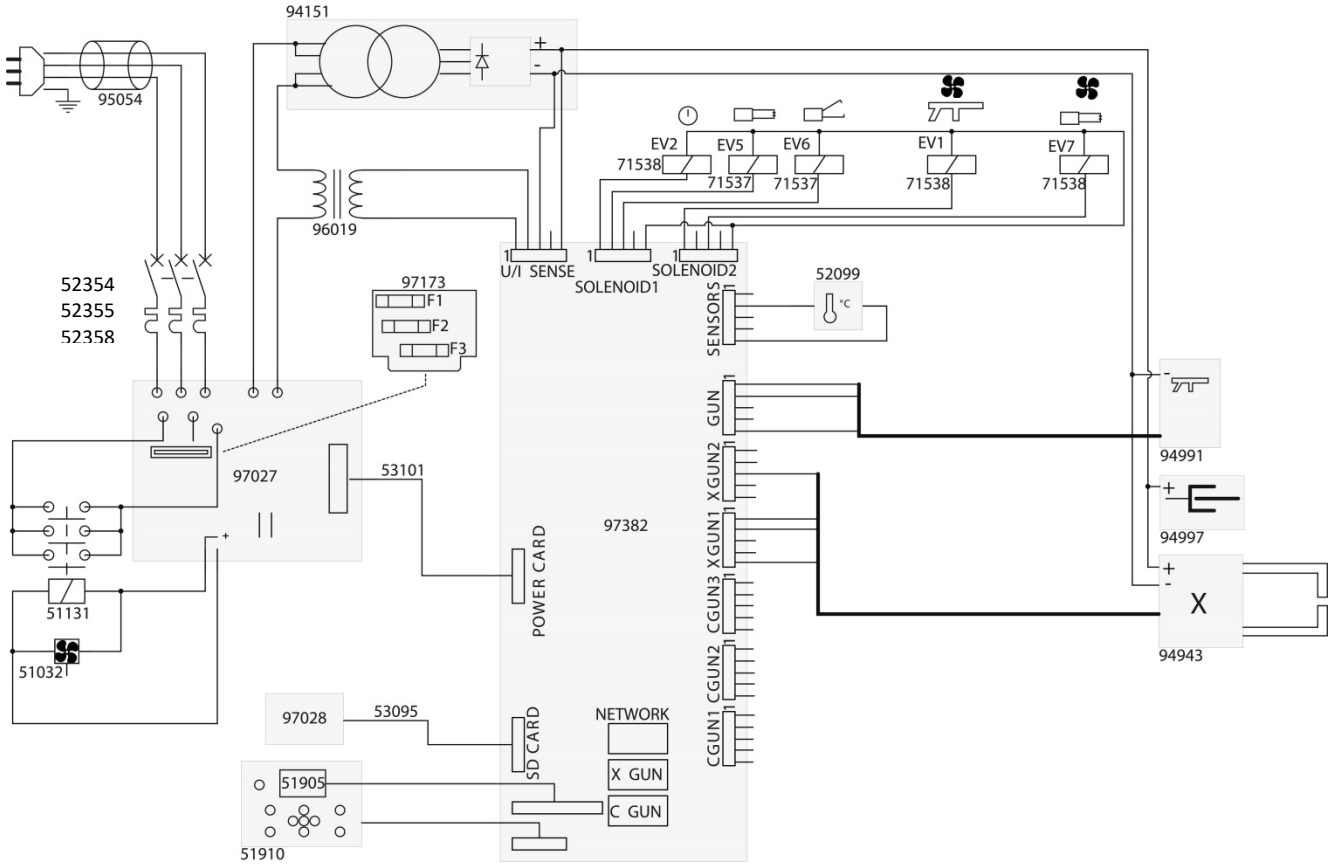 94151
+
-
95054
EV2
71538
EV5
71537
EV6
71537
EV1
71538
EV7
71538
96019
1
U/I SENSE
1
SOLENOID1
1
SOLENOID2
52354
52355
52358
97173
F1
F2
F3
52099
°C
SENSORS 1
GUN 1
XGUN2 1
XGUN1 1
CGUN3 1
CGUN2 1
CGUN1 1
-
94991
+
94997
+
-
X
94943
97027
+
53101
97382
POWER CARD
51131
51032
97028
53095
SD CARD
NETWORK
X GUN
C GUN
51905
51910